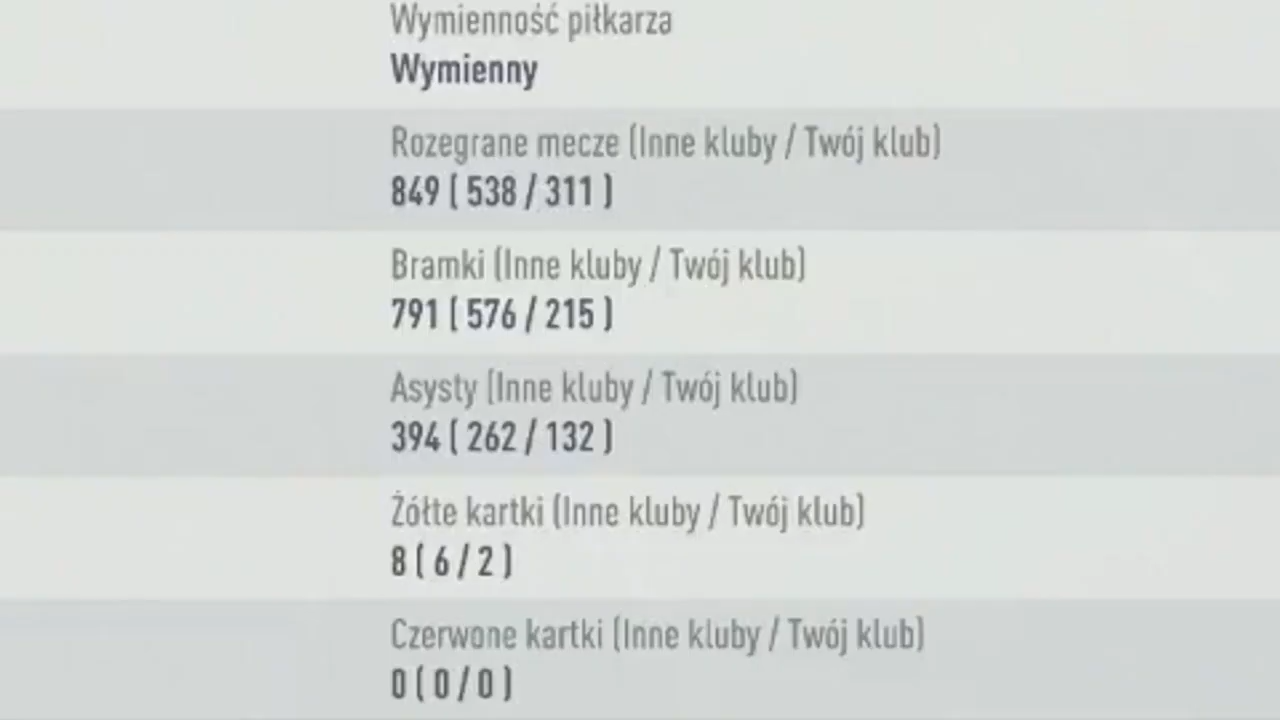 Wymienność piłkarza
Wymienny
Rozegrane mecze (Inne kluby / Twój klub)
849 ( 538 / 311 )
Bramki (Inne kluby / Twój klub)
791 ( 576 / 215 )
Asysty (Inne kluby / Twój klub)
394 ( 262 / 132 )
Żółte kartki (Inne kluby / Twój klub)
8 ( 6 / 2 )
Czerwone kartki (Inne kluby / Twój klub)
0 ( 0 / 0 )